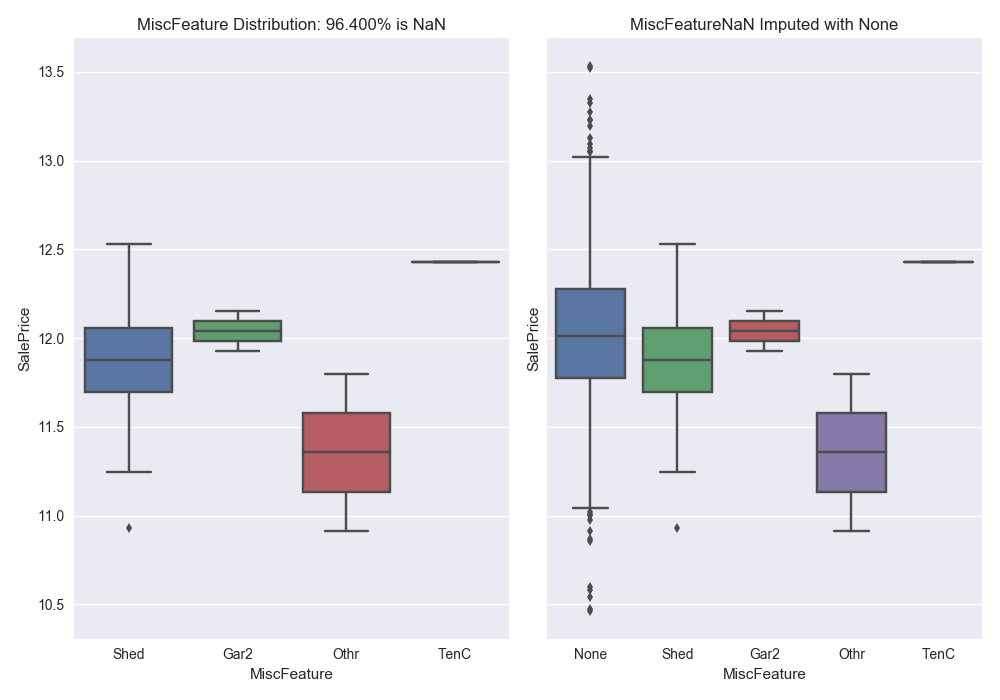 MiscFeature Distribution: 96.400% is NaN
MiscFeatureNaN Imputed with None
13.5
13.0
12.5
12.0
11.5
11.0
10.5
SalePrice
SalePrice
Shed Gar2 Othr TenC
None Shed Gar2 Othr TenC
MiscFeature
MiscFeature